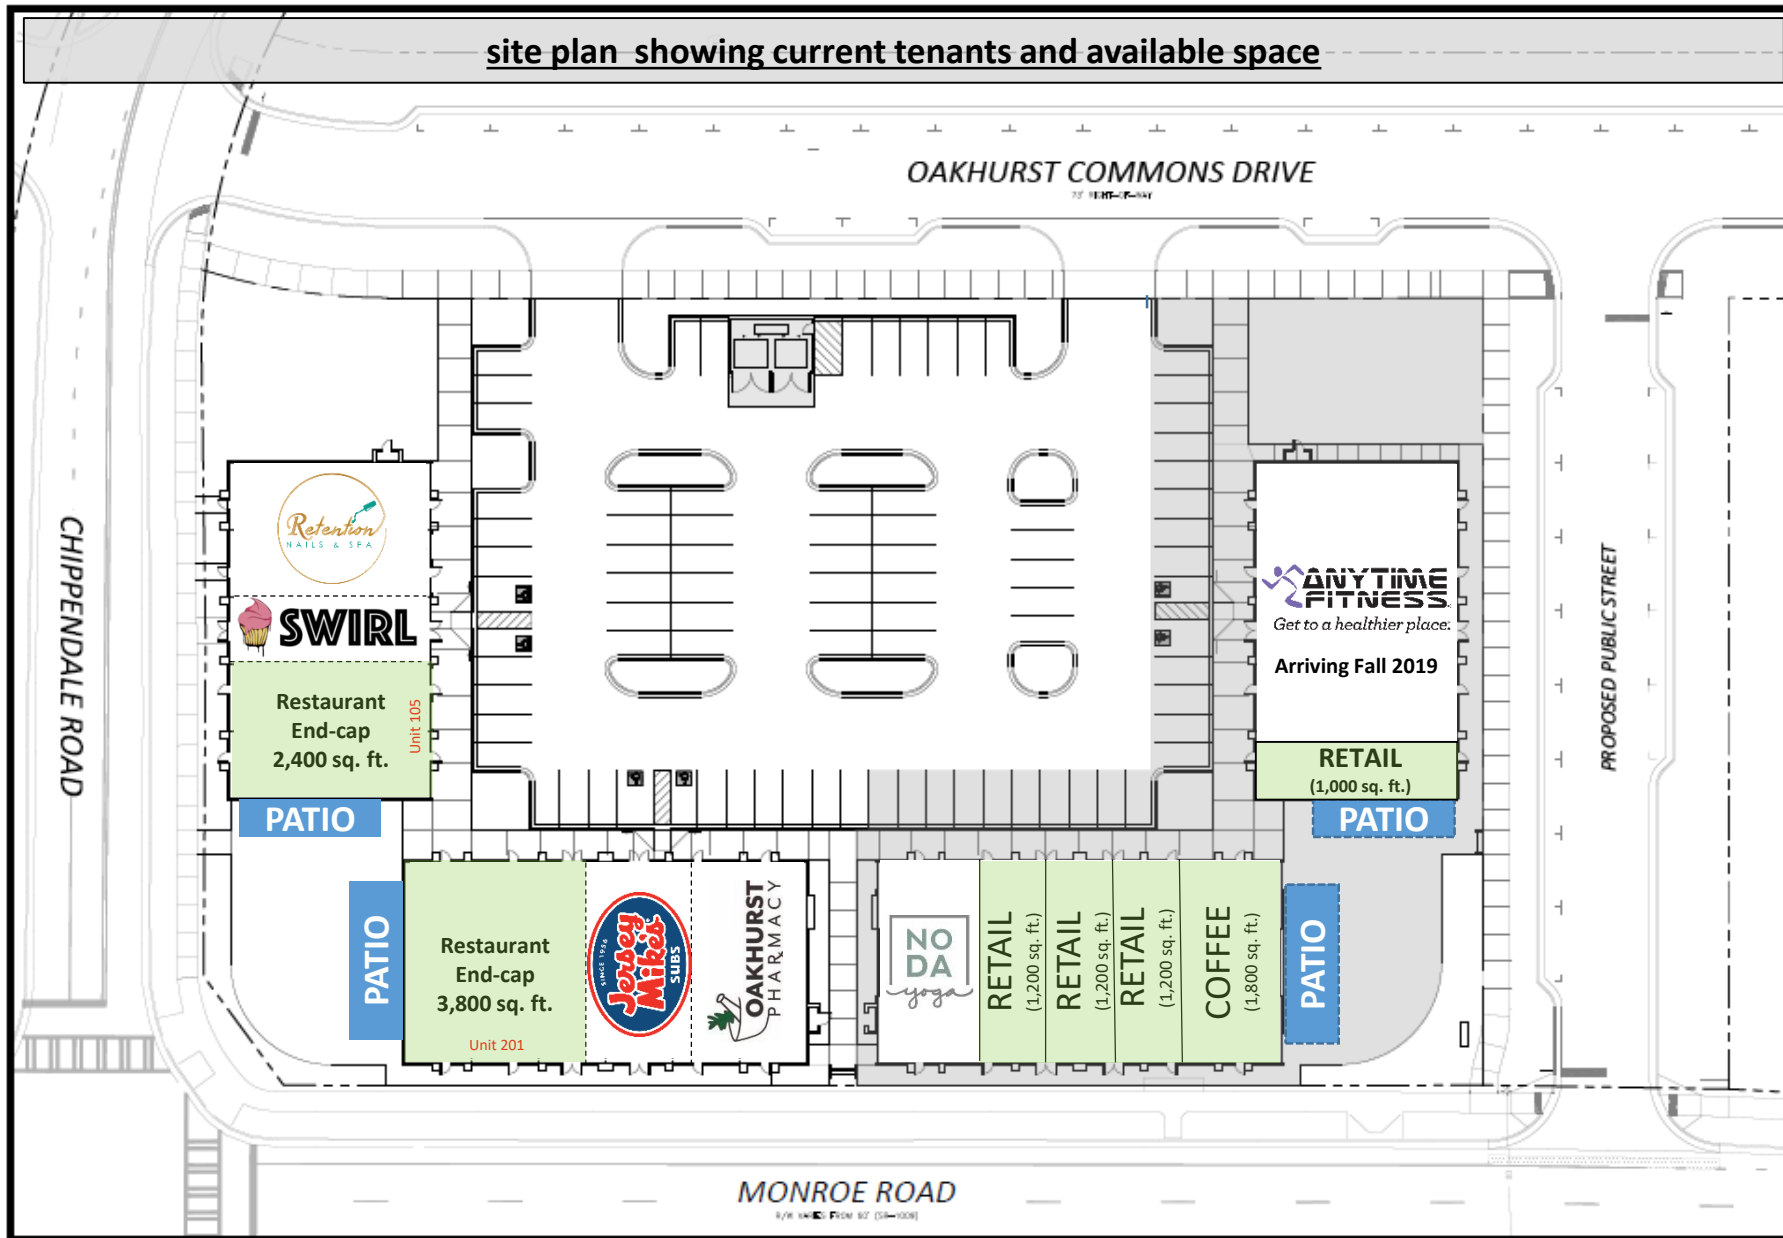 site plan  showing current tenants and available space
OAKHURST COMMONS DRIVE
CHIPPENDALE ROAD
PROPOSED PUBLIC STREET
Retention
NAILS & SPA
SWIRL
Restaurant
End-cap
2,400 sq. ft.
Unit 105
PATIO
ANYTIME
FITNESS
Get to a healthier place.
Arriving Fall 2019
RETAIL
(1,000 sq. ft.)
PATIO
PATIO
Restaurant
End-cap
3,800 sq. ft.
Unit 201
SINCE 1956
Jersey
Mike's
SUBS
OAKHURST
PHARMACY
NO
DA
yoga
RETAIL
(1,200 sq. ft.)
RETAIL
(1,200 sq. ft.)
RETAIL
(1,200 sq. ft.)
COFFEE
(1,800 sq. ft.)
PATIO
MONROE ROAD